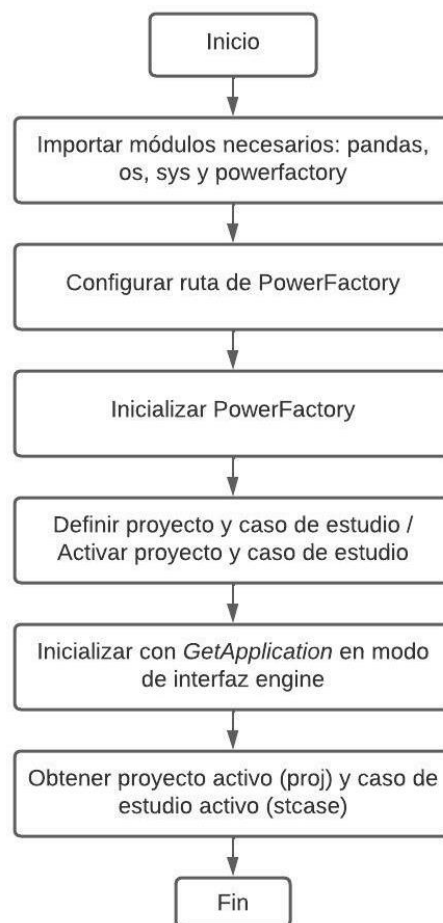 Inicio
Importar módulos necesarios: pandas,
os, sys y powerfactory
Configurar ruta de PowerFactory
Inicializar PowerFactory
Definir proyecto y caso de estudio /
Activar proyecto y caso de estudio
Inicializar con GetApplication en modo
de interfaz engine
Obtener proyecto activo (proj) y caso de
estudio activo (stcase)
Fin